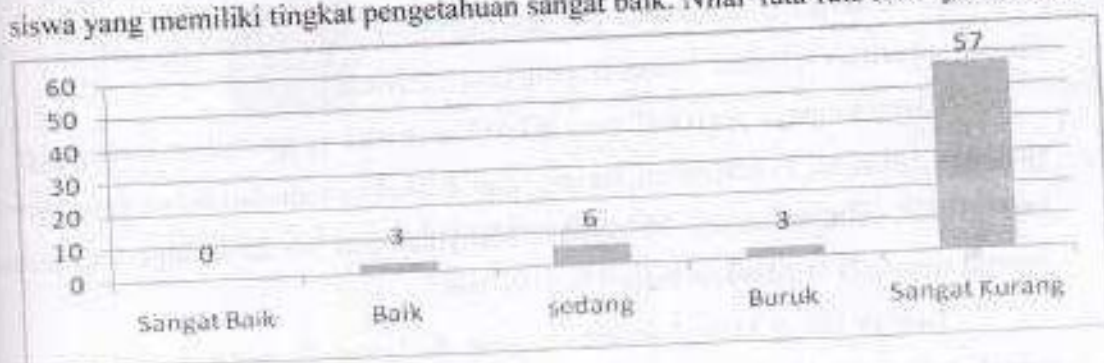 siswa yang memiliki tingkat pengetahuan sangat baik.
57
60
50
40
30
20
10
0
0
3
6
3
Sangat Baik
Baik
sedang
Buruk
Sangat Kurang